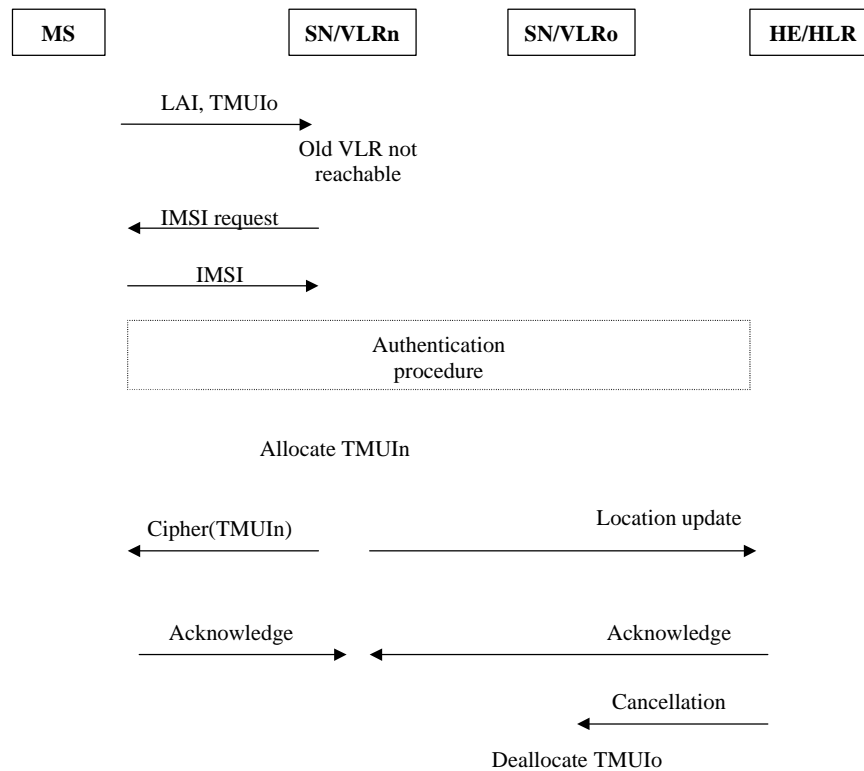 MS
SN/VLRn
SN/VLRo
HE/HLR
LAI, TMUIo
Old VLR not
reachable
IMSI request
IMSI
Authentication
procedure
Allocate TMUIn
Cipher(TMUIn)
Location update
Acknowledge
Acknowledge
Cancellation
Deallocate TMUIo